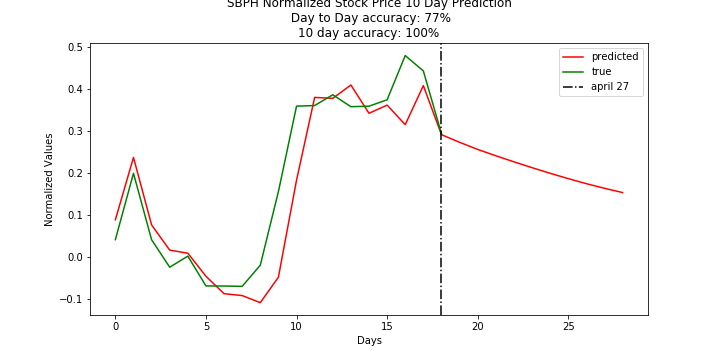 SBPH Normalized Stock Price 10 Day Prediction
Day to Day accuracy: 77%
10 day accuracy: 100%
0.5
0.4
0.3
0.2
0.1
0.0
−0.1
Normalized Values
predicted
true
april 27
0 5 10 15 20 25
Days